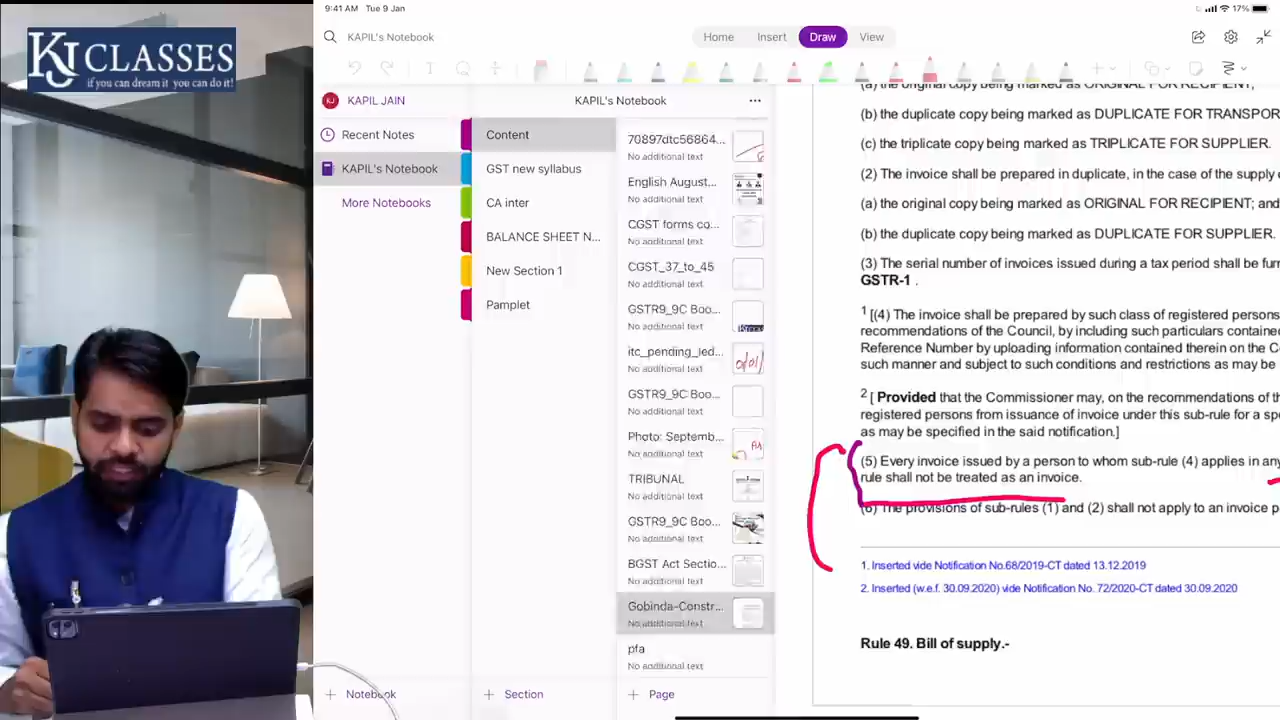 9:41 AM Tue 9 Jan
17%
KJ CLASSES
if you can dream it you can do it!
KAPIL's Notebook
Home Insert Draw View
KJ KAPIL JAIN
Recent Notes
KAPIL's Notebook
More Notebooks
Content
GST new syllabus
CA inter
BALANCE SHEET N...
New Section 1
Pamplet
KAPIL's Notebook
70897dtc56864...
No additional text
English August...
No additional text
CGST forms co...
No additional text
CGST_37_to_45
No additional text
GSTR9_9C Boo...
No additional text
itc_pending_led...
No additional text
GSTR9_9C Boo...
No additional text
Photo: Septemb...
No additional text
TRIBUNAL
No additional text
GSTR9_9C Boo...
No additional text
BGST Act Sectio...
No additional text
Gobinda-Constr...
No additional text
pfa
No additional text
+ Notebook
+ Section
+ Page
(a) the original copy being marked as ORIGINAL FOR RECIPIENT;
(b) the duplicate copy being marked as DUPLICATE FOR TRANSPOR
(c) the triplicate copy being marked as TRIPLICATE FOR SUPPLIER.
(2) The invoice shall be prepared in duplicate, in the case of the supply
(a) the original copy being marked as ORIGINAL FOR RECIPIENT; and
(b) the duplicate copy being marked as DUPLICATE FOR SUPPLIER.
(3) The serial number of invoices issued during a tax period shall be fur
GSTR-1 .
1 [(4) The invoice shall be prepared by such class of registered persons
recommendations of the Council, by including such particulars contained
Reference Number by uploading information contained therein on the Co
such manner and subject to such conditions and restrictions as may be
2 [ Provided that the Commissioner may, on the recommendations of th
registered persons from issuance of invoice under this sub-rule for a spe
as may be specified in the said notification.]
(5) Every invoice issued by a person to whom sub-rule (4) applies in any
rule shall not be treated as an invoice.
(6) The provisions of sub-rules (1) and (2) shall not apply to an invoice p
1. Inserted vide Notification No.68/2019-CT dated 13.12.2019
2. Inserted (w.e.f. 30.09.2020) vide Notification No. 72/2020-CT dated 30.09.2020
Rule 49. Bill of supply.-